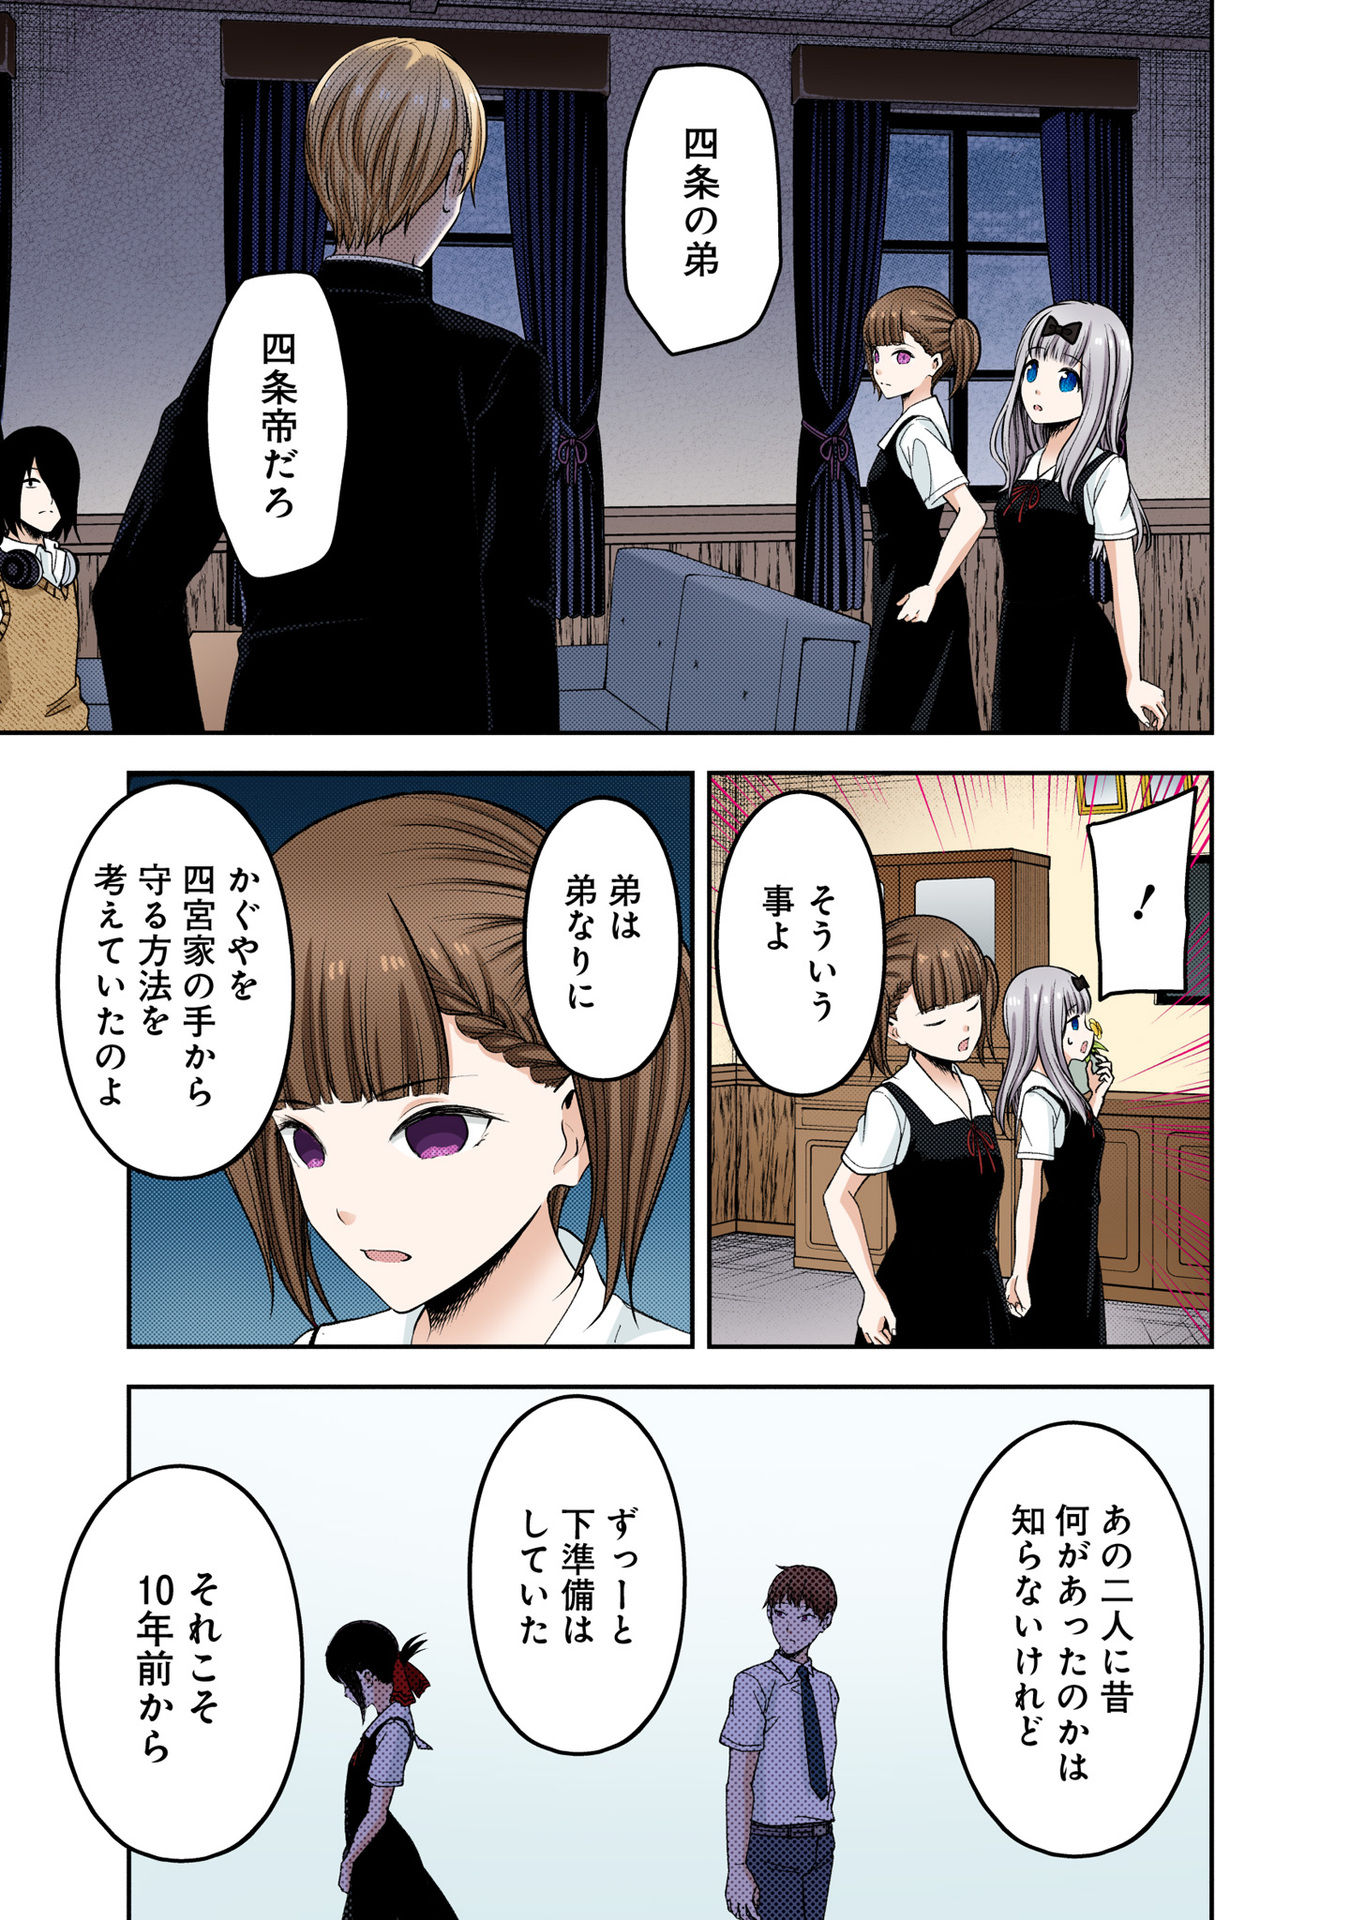 四条の弟
四条帝だろ
！
そういう
事よ
弟は
弟なりに
かぐやを
四宮家の手から
守る方法を
考えていたのよ
あの二人に昔
何があったのかは
知らないけれど
ずっーと
下準備は
していた
それこそ
10年前から